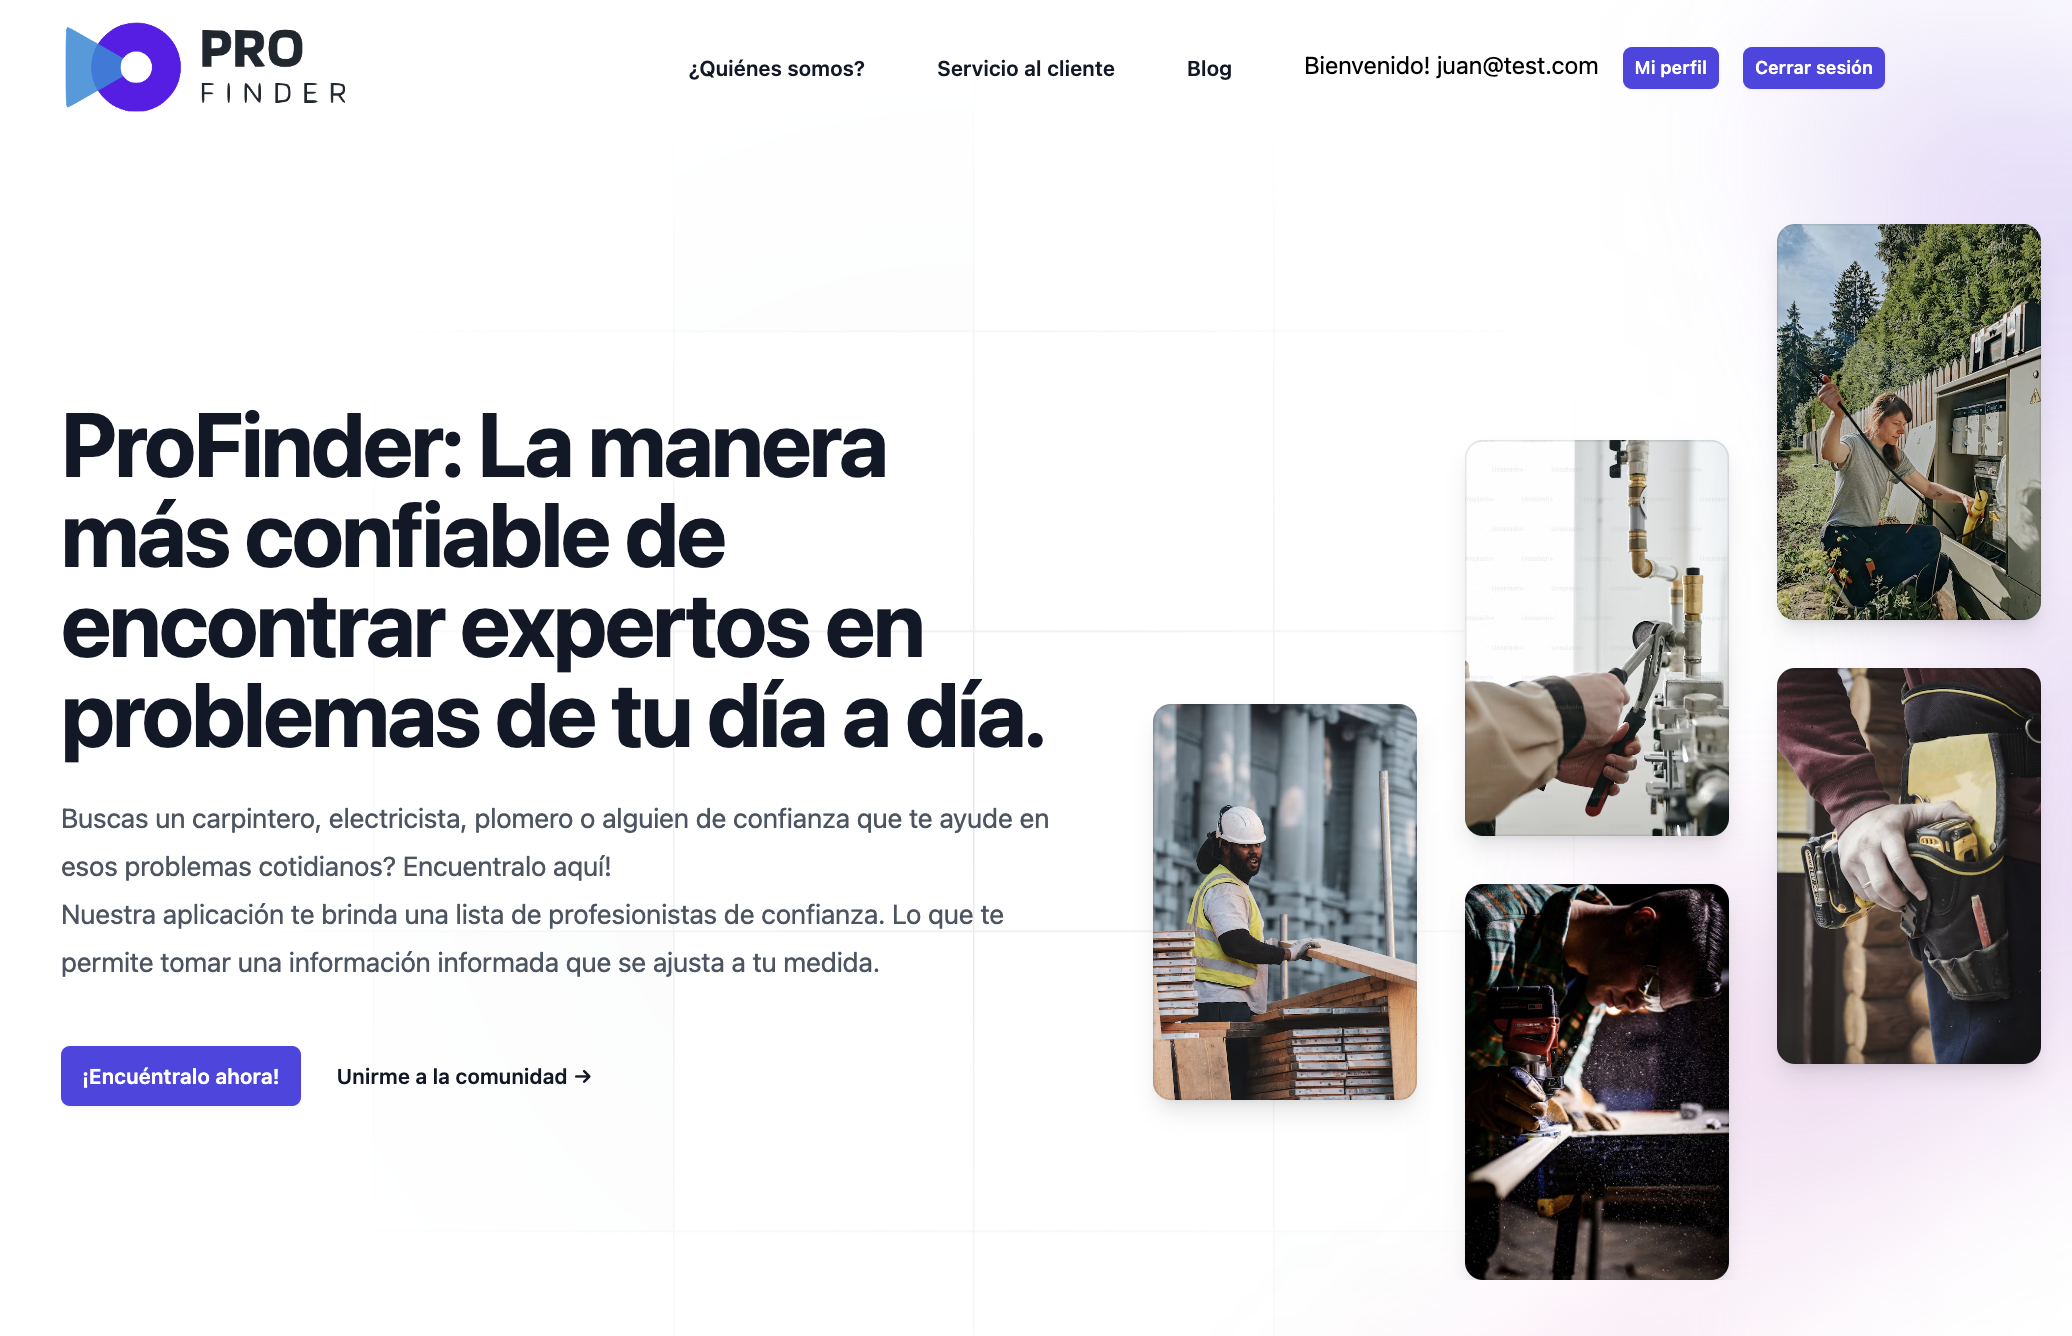 PRO
FINDER
¿Quiénes somos? Servicio al cliente Blog Bienvenido! juan@test.com Mi perfil Cerrar sesión
ProFinder: La manera
más confiable de
encontrar expertos en
problemas de tu día a día.
Buscas un carpintero, electricista, plomero o alguien de confianza que te ayude en
esos problemas cotidianos? Encuentralo aquí!
Nuestra aplicación te brinda una lista de profesionistas de confianza. Lo que te
permite tomar una información informada que se ajusta a tu medida.
¡Encuéntralo ahora! Unirme a la comunidad →